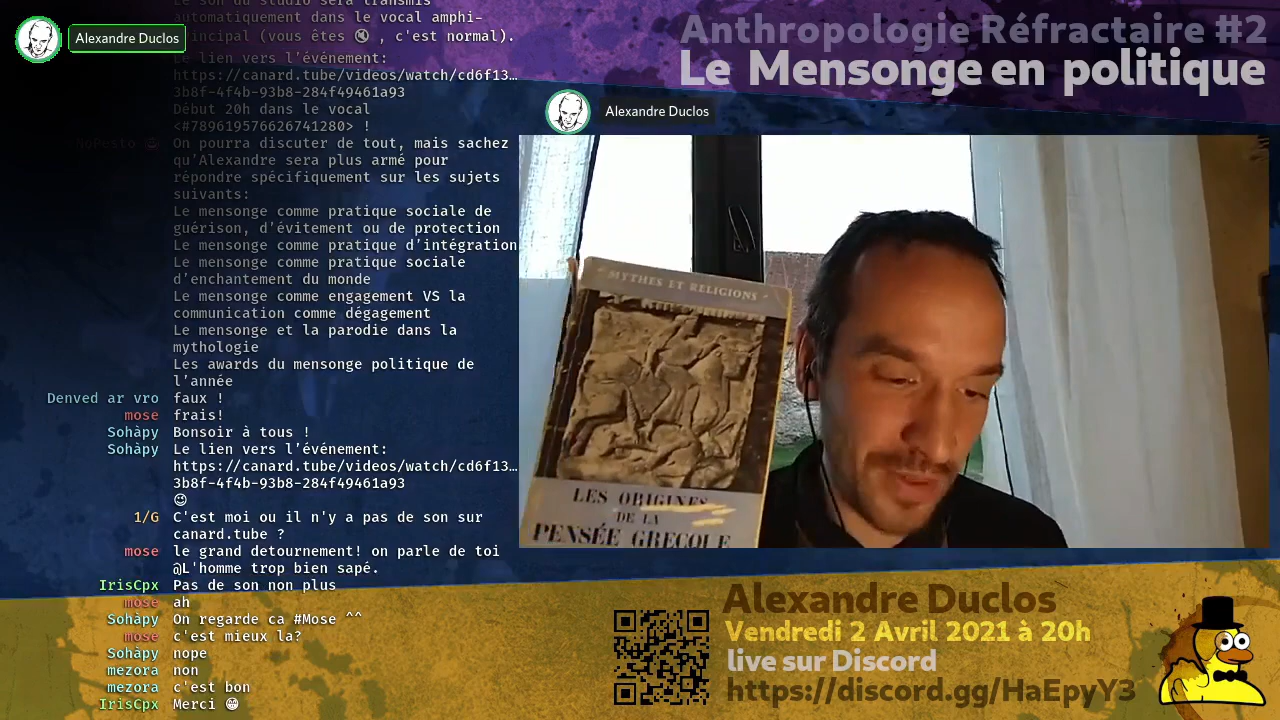 Le son du studio sera transmis
automatiquement dans le vocal amphi-
principal (vous êtes 🔇 , c'est normal).
Alexandre Duclos
Le lien vers l’événement:
https://canard.tube/videos/watch/cd6f13…
3b8f-4f4b-93b8-284f49461a93
Début 20h dans le vocal
<#789619576626741280> !
NoPesto On pourra discuter de tout, mais sachez
qu’Alexandre sera plus armé pour
répondre spécifiquement sur les sujets
suivants:
Le mensonge comme pratique sociale de
guérison, d’évitement ou de protection
Le mensonge comme pratique d’intégration
Le mensonge comme pratique sociale
d’enchantement du monde
Le mensonge comme engagement VS la
communication comme dégagement
Le mensonge et la parodie dans la
mythologie
Les awards du mensonge politique de
l’année
Denved ar vro faux !
mose frais!
Sohàpy Bonsoir à tous !
Sohàpy Le lien vers l’événement:
https://canard.tube/videos/watch/cd6f13…
3b8f-4f4b-93b8-284f49461a93
😉
1/G C'est moi ou il n'y a pas de son sur
canard.tube ?
mose le grand detournement! on parle de toi
@L'homme trop bien sapé.
IrisCpx Pas de son non plus
mose ah
Sohàpy On regarde ca #Mose ^^
mose c'est mieux la?
Sohàpy nope
mezora non
mezora c'est bon
IrisCpx Merci 😁
Anthropologie Réfractaire #2
Le Mensonge en politique
Alexandre Duclos
"MYTHES ET RELIGIONS"
LES ORIGINES
DE LA
PENSÉE GRECQUE
Alexandre Duclos
Vendredi 2 Avril 2021 à 20h
live sur Discord
https://discord.gg/HaEpyY3